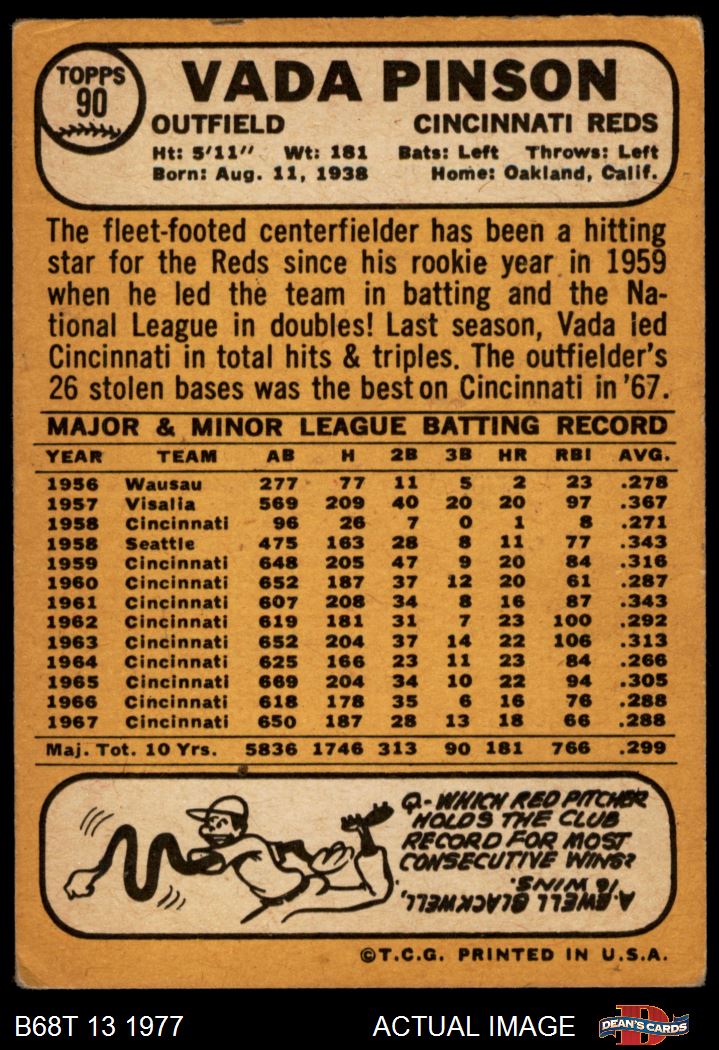 TOPPS
90
VADA PINSON
OUTFIELD CINCINNATI REDS
Ht: 5'11" Wt: 181 Bats: Left Throws: Left
Born: Aug. 11, 1938 Home: Oakland, Calif.
The fleet-footed centerfielder has been a hitting
star for the Reds since his rookie year in 1959
when he led the team in batting and the Na-
tional League in doubles! Last season, Vada led
Cincinnati in total hits & triples. The outfielder's
26 stolen bases was the best on Cincinnati in '67.
MAJOR & MINOR LEAGUE BATTING RECORD
YEAR TEAM AB H 2B 3B HR RBI AVG.
1956 Wausau 277 77 11 5 2 23 .278
1957 Visalia 569 209 40 20 20 97 .367
1958 Cincinnati 96 26 7 0 1 8 .271
1958 Seattle 475 163 28 8 11 77 .343
1959 Cincinnati 648 205 47 9 20 84 .316
1960 Cincinnati 652 187 37 12 20 61 .287
1961 Cincinnati 607 208 34 8 16 87 .343
1962 Cincinnati 619 181 31 7 23 100 .292
1963 Cincinnati 652 204 37 14 22 106 .313
1964 Cincinnati 625 166 23 11 23 84 .266
1965 Cincinnati 669 204 34 10 22 94 .305
1966 Cincinnati 618 178 35 6 16 76 .288
1967 Cincinnati 650 187 28 13 18 66 .288
Maj. Tot. 10 Yrs. 5836 1746 313 90 181 766 .299
Q- WHICH RED PITCHER
HOLDS THE CLUB
RECORD FOR MOST
CONSECUTIVE WINS?
A. EWELL BLACKWELL,
16 WINS.
©T.C.G. PRINTED IN U.S.A.
B68T 13 1977 ACTUAL IMAGE
D
DEAN'S CARDS